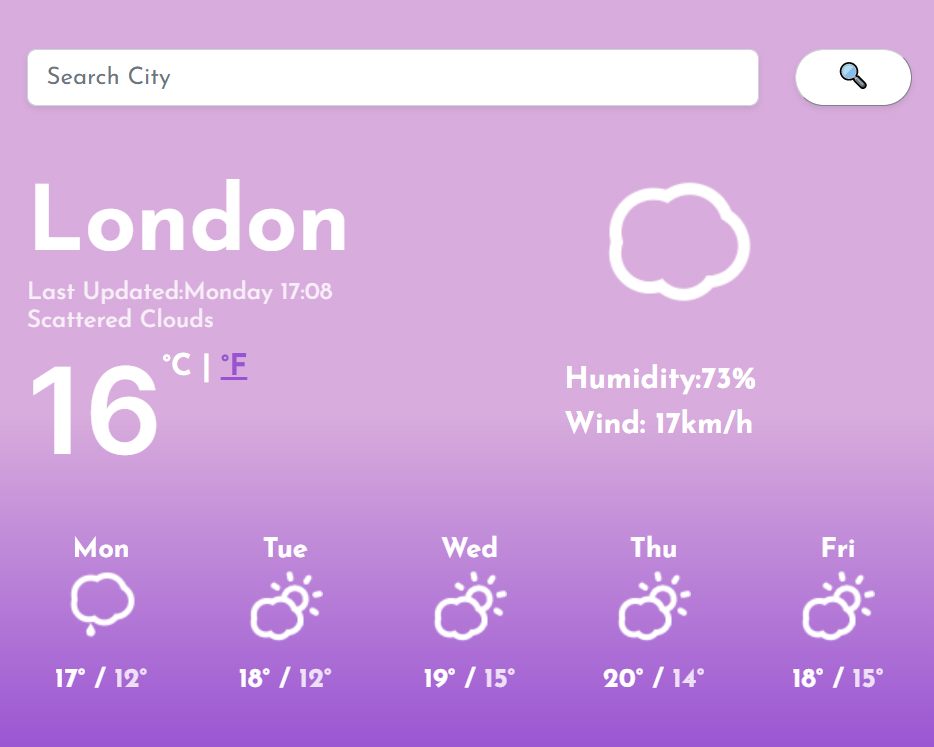 Search City
London
Last Updated:Monday 17:08
Scattered Clouds
16 °C | °F
Humidity:73%
Wind: 17km/h
Mon Tue Wed Thu Fri
17° / 12° 18° / 12° 19° / 15° 20° / 14° 18° / 15°